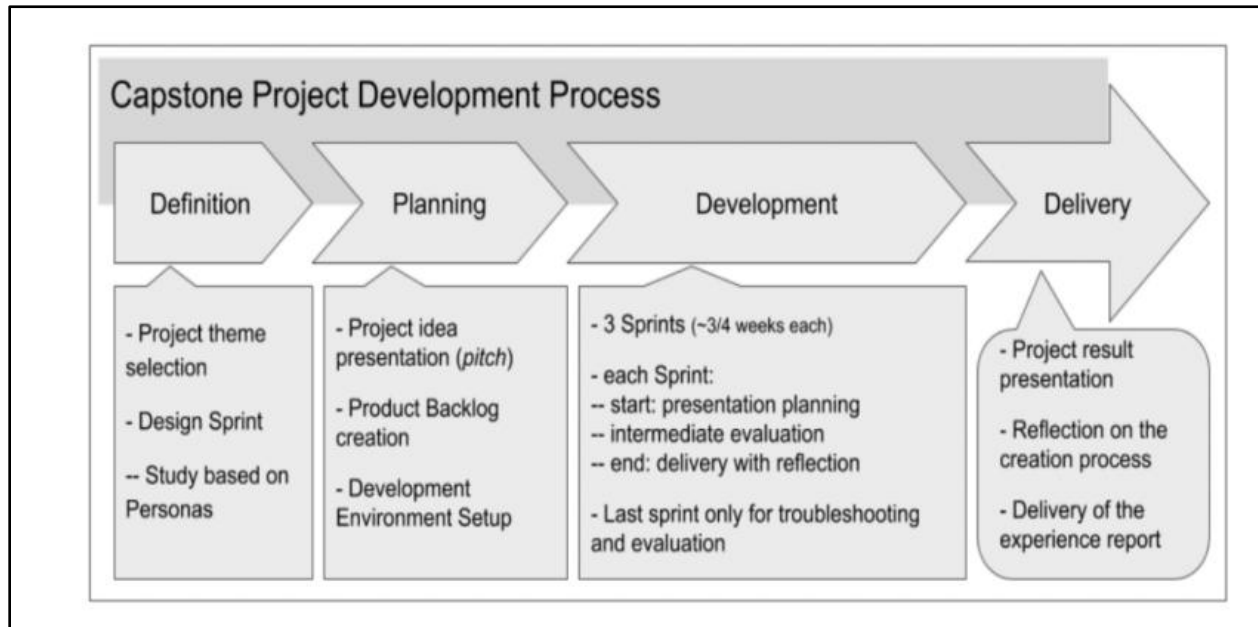 Capstone Project Development Process
Definition
Planning
Development
Delivery
- Project theme
selection
- Design Sprint
-- Study based on
Personas
- Project idea
presentation (pitch)
- Product Backlog
creation
- Development
Environment Setup
- 3 Sprints (~3/4 weeks each)
- each Sprint:
-- start: presentation planning
-- intermediate evaluation
-- end: delivery with reflection
- Last sprint only for troubleshooting
and evaluation
- Project result
presentation
- Reflection on the
creation process
- Delivery of the
experience report